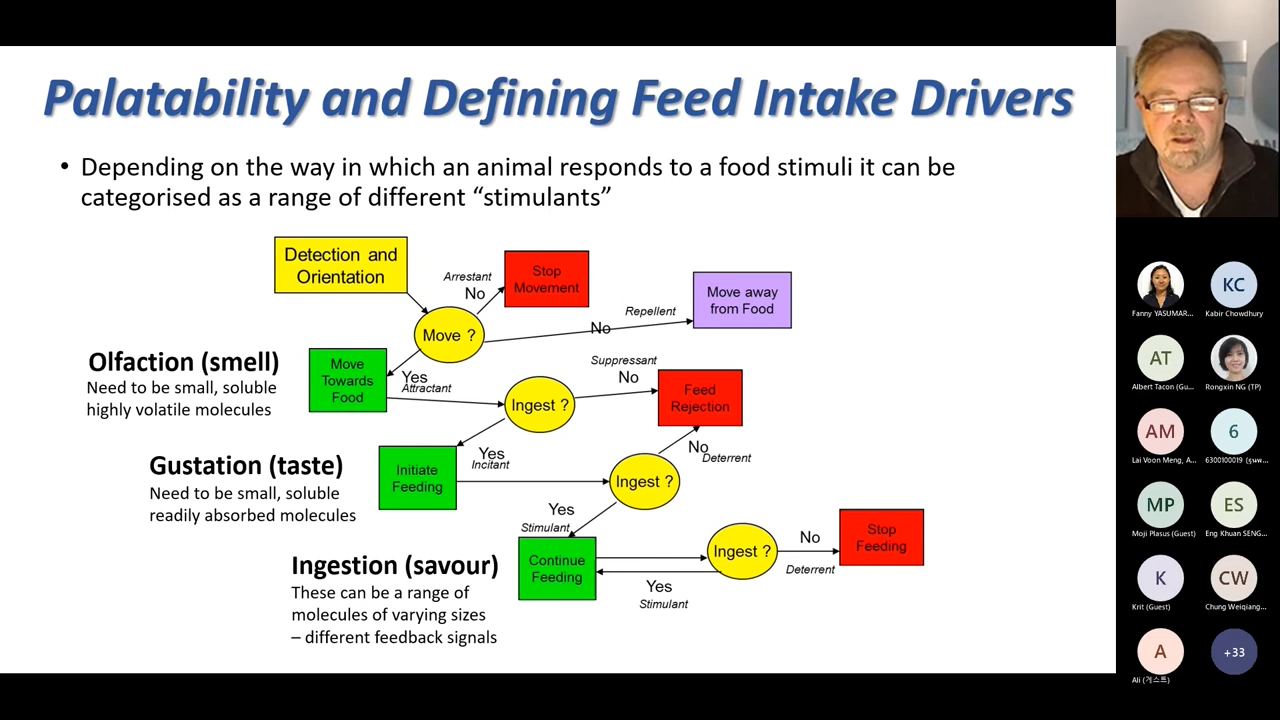 Palatability and Defining Feed Intake Drivers
• Depending on the way in which an animal responds to a food stimuli it can be
categorised as a range of different “stimulants”
Detection and
Orientation
Arrestant
No
Stop
Movement
Move ?
Repellent
No
Move away
from Food
Olfaction (smell)
Need to be small, soluble
highly volatile molecules
Move
Towards
Food
Yes
Attractant
Suppressant
No
Ingest ?
Feed
Rejection
Gustation (taste)
Need to be small, soluble
readily absorbed molecules
Initiate
Feeding
Yes
Incitant
No
Deterrent
Ingest ?
Yes
Stimulant
Ingestion (savour)
These can be a range of
molecules of varying sizes
– different feedback signals
Continue
Feeding
Ingest ?
No
Deterrent
Stop
Feeding
Yes
Stimulant
Fanny YASUMAR...
KC
Kabir Chowdhury
AT
Albert Tacon (Gu...
Rongxin NG (TP)
AM
Lai Voon Meng, A...
6
6300100019
MP
Moji Plasus (Guest)
ES
Eng Khuan SENG...
K
Krit (Guest)
CW
Chung Weiqiang...
A
Ali (게스트)
+33